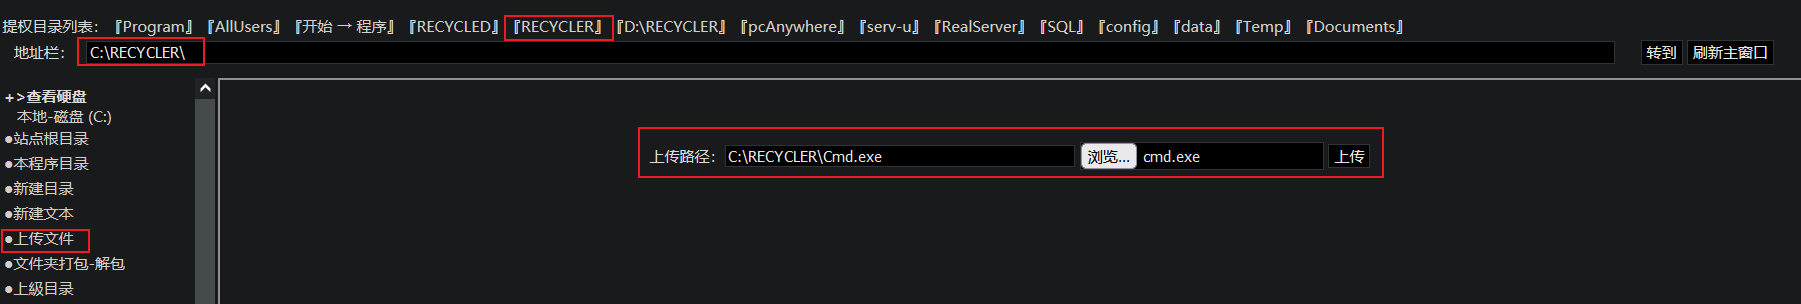 提权目录列表：『Program』『AllUsers』『开始 → 程序』『RECYCLED』『RECYCLER』『D:\RECYCLER』『pcAnywhere』『serv-u』『RealServer』『SQL』『config』『data』『Temp』『Documents』
地址栏： C:\RECYCLER\ 转到 刷新主窗口
+>查看硬盘
本地-磁盘 (C:)
●站点根目录
●本程序目录
●新建目录
●新建文本
●上传文件
●文件夹打包-解包
●上級目录
上传路径： C:\RECYCLER\Cmd.exe 浏览... cmd.exe 上传